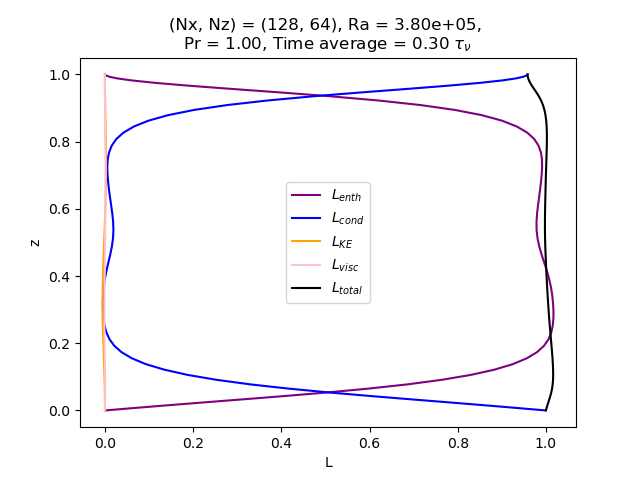 (Nx, Nz) = (128, 64), Ra = 3.80e+05,
Pr = 1.00, Time average = 0.30 τ_ν
1.0
0.8
0.6
0.4
0.2
0.0
z
L_enth
L_cond
L_KE
L_visc
L_total
0.0 0.2 0.4 0.6 0.8 1.0
L